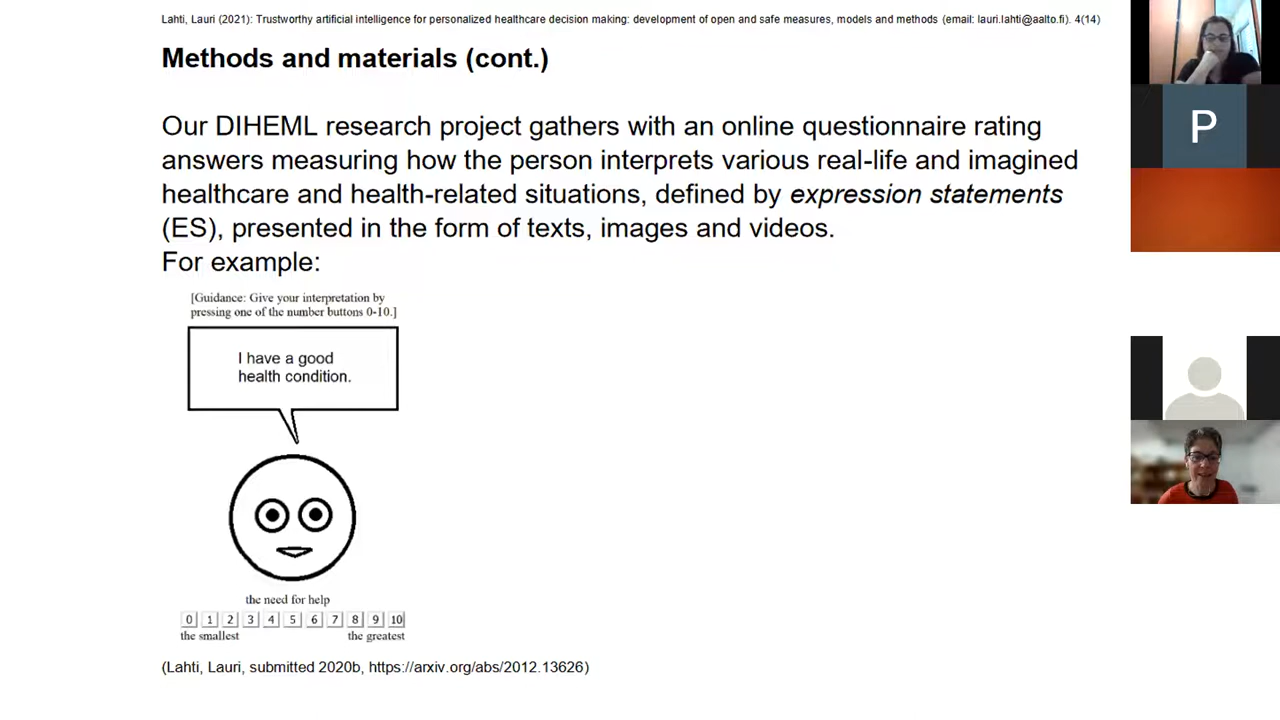 Lahti, Lauri (2021): Trustworthy artificial intelligence for personalized healthcare decision making: development of open and safe measures, models and methods (email: lauri.lahti@aalto.fi). 4(14)
Methods and materials (cont.)
Our DIHEML research project gathers with an online questionnaire rating
answers measuring how the person interprets various real-life and imagined
healthcare and health-related situations, defined by expression statements
(ES), presented in the form of texts, images and videos.
For example:
[Guidance: Give your interpretation by
pressing one of the number buttons 0-10.]
I have a good
health condition.
the need for help
0 1 2 3 4 5 6 7 8 9 10
the smallest the greatest
(Lahti, Lauri, submitted 2020b, https://arxiv.org/abs/2012.13626)
P